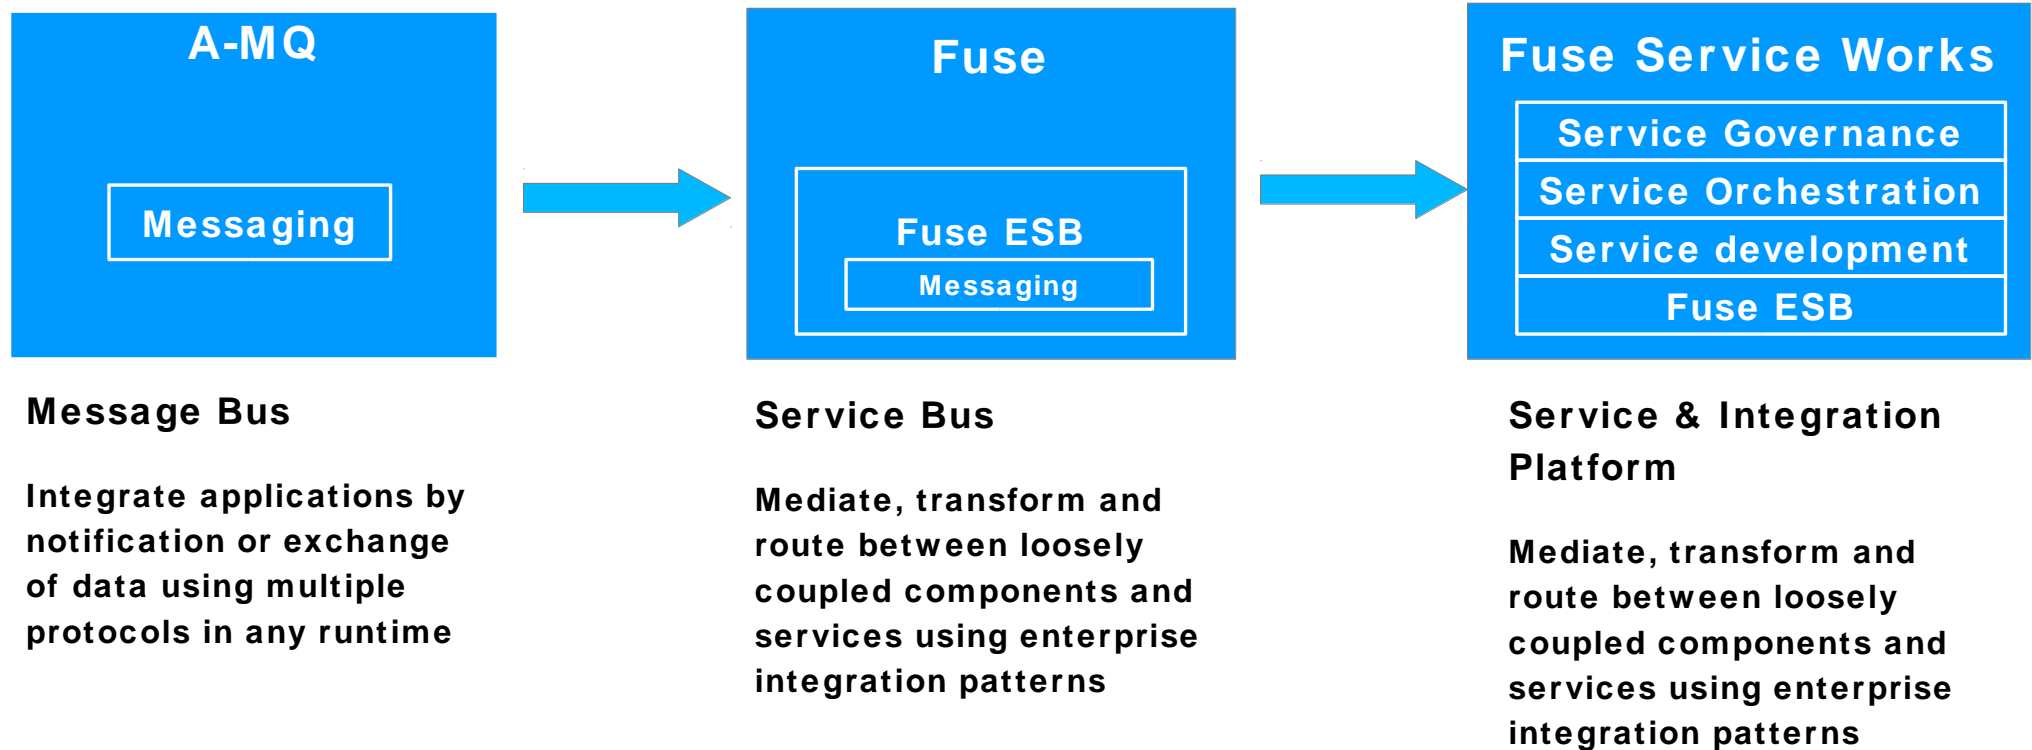 A-MQ
Messaging
Message Bus
Integrate applications by
notification or exchange
of data using multiple
protocols in any runtime
Fuse
Fuse ESB
Messaging
Service Bus
Mediate, transform and
route between loosely
coupled components and
services using enterprise
integration patterns
Fuse Service Works
Service Governance
Service Orchestration
Service development
Fuse ESB
Service & Integration
Platform
Mediate, transform and
route between loosely
coupled components and
services using enterprise
integration patterns